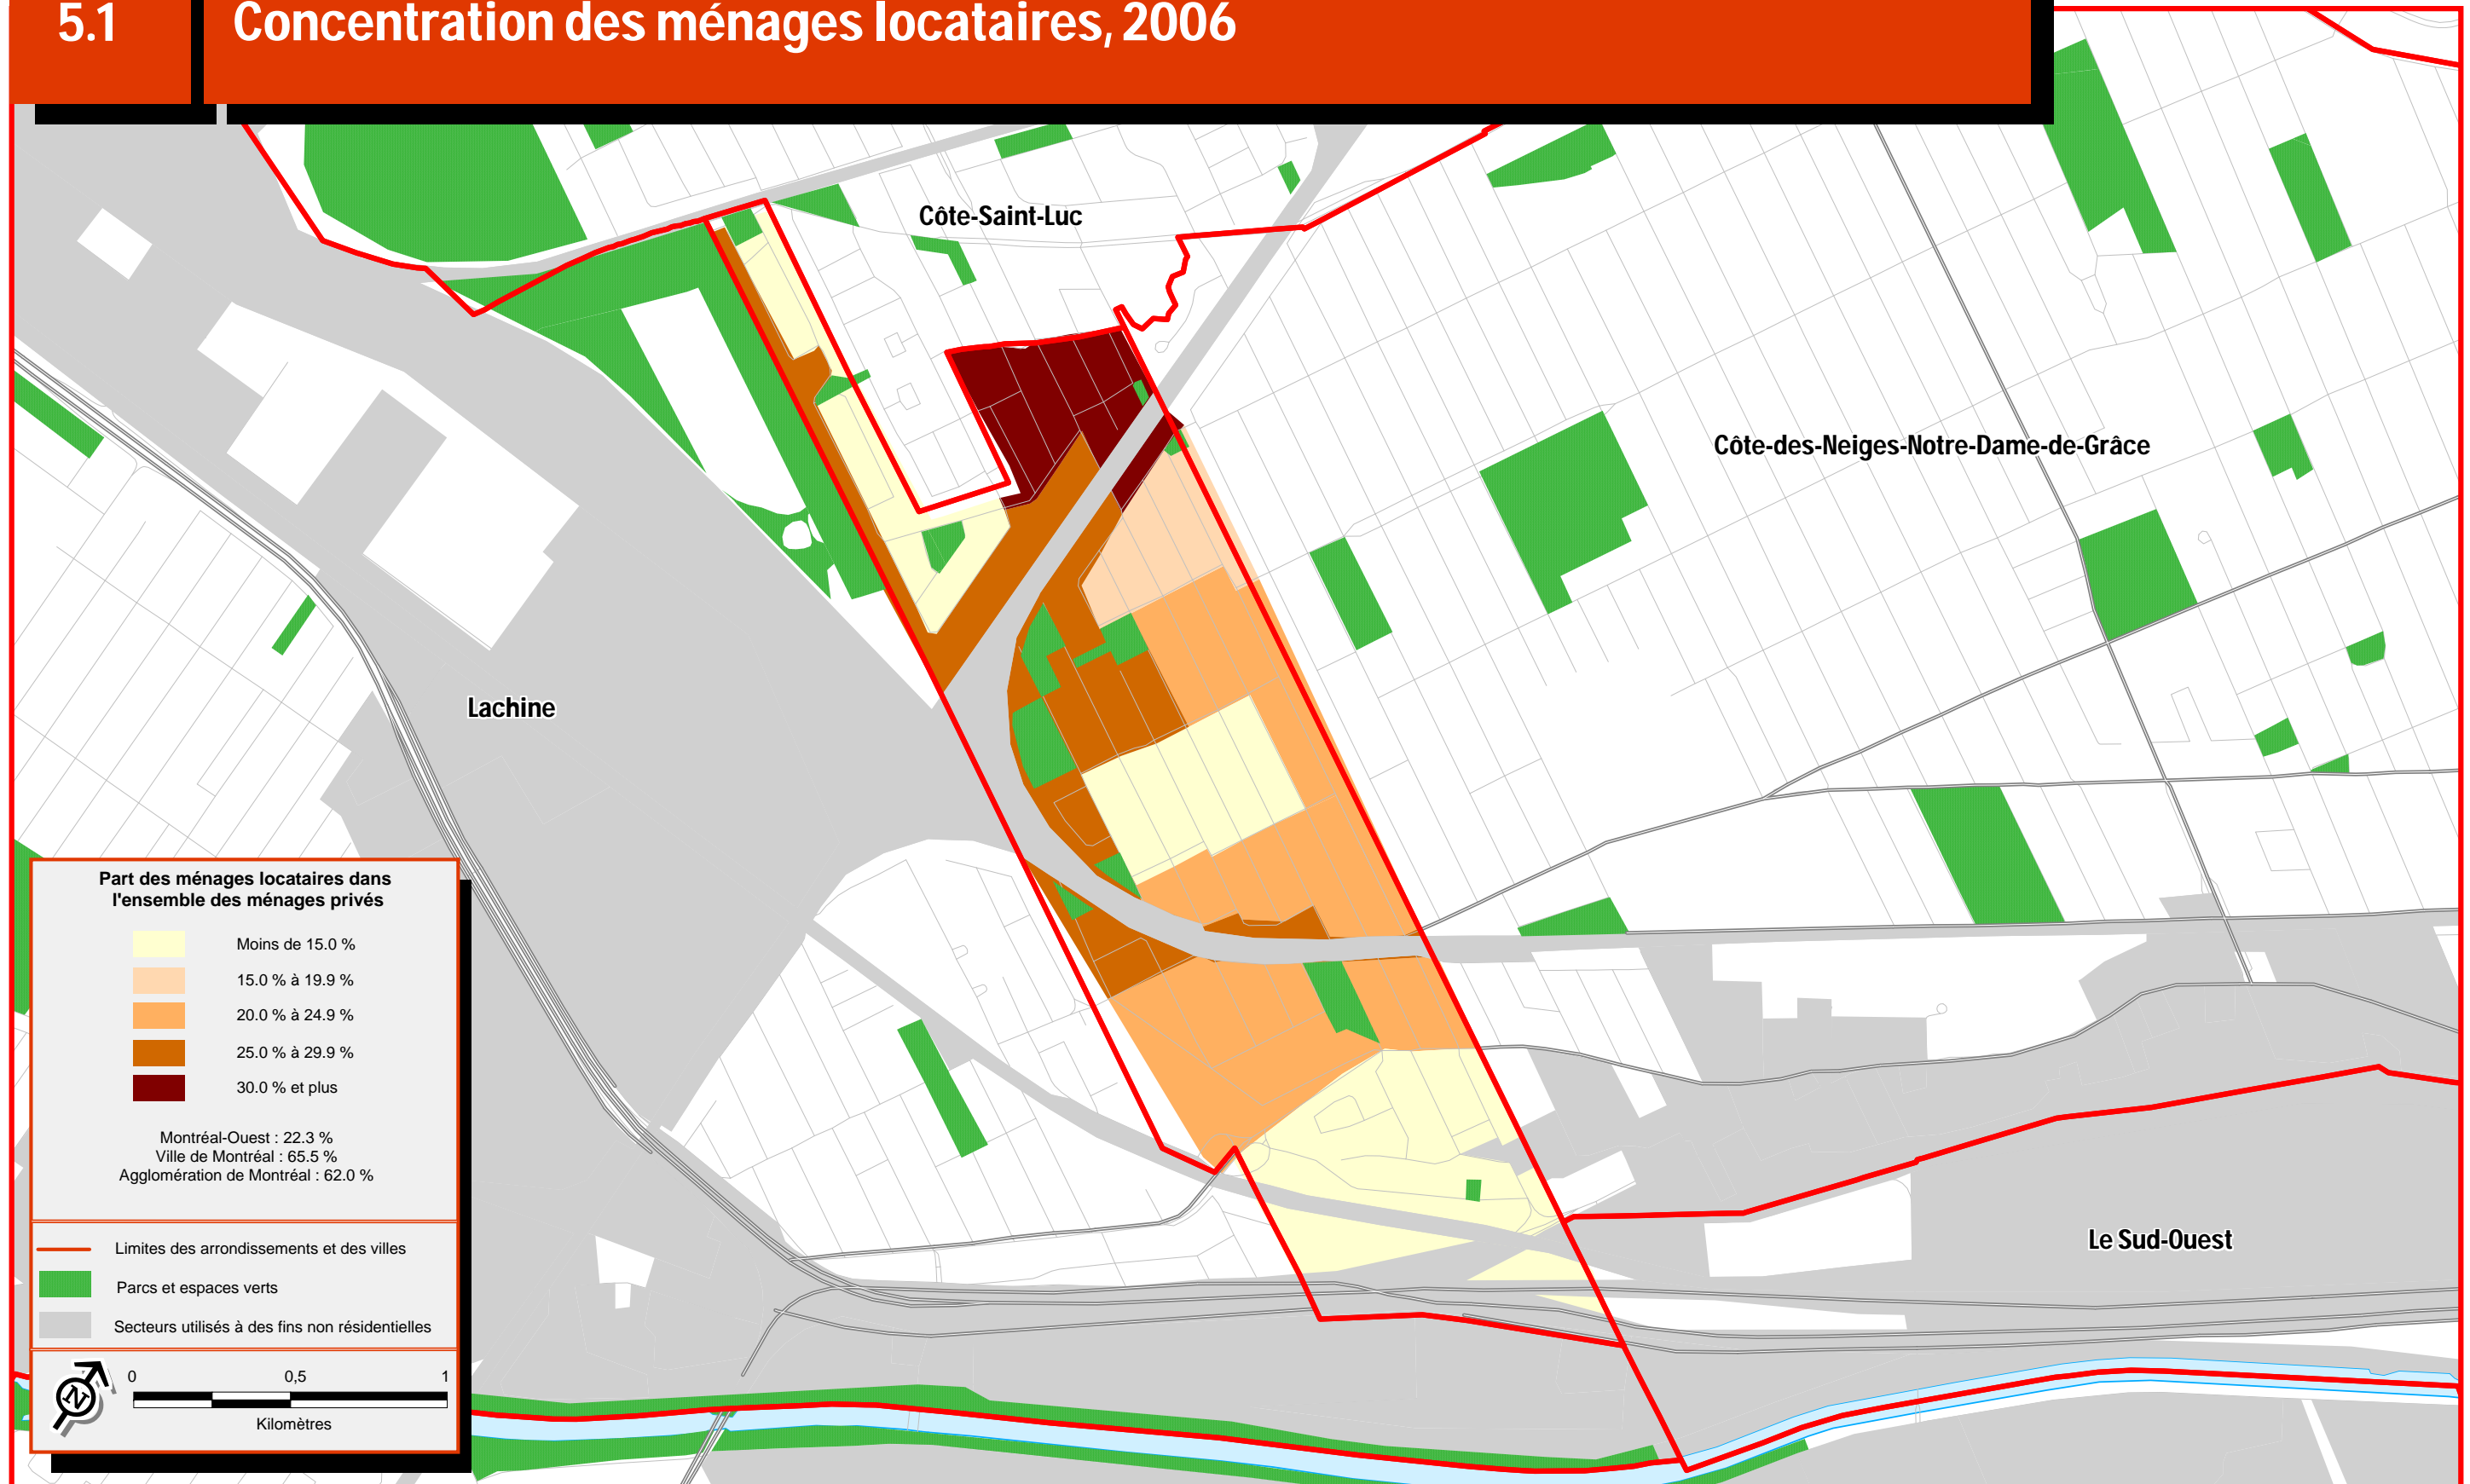 5.1
Concentration des ménages locataires, 2006
Côte-Saint-Luc
Côte-des-Neiges-Notre-Dame-de-Grâce
Lachine
Le Sud-Ouest
Part des ménages locataires dans
l'ensemble des ménages privés
Moins de 15.0 %
15.0 % à 19.9 %
20.0 % à 24.9 %
25.0 % à 29.9 %
30.0 % et plus
Montréal-Ouest : 22.3 %
Ville de Montréal : 65.5 %
Agglomération de Montréal : 62.0 %
Limites des arrondissements et des villes
Parcs et espaces verts
Secteurs utilisés à des fins non résidentielles
N
0 0,5 1
Kilomètres